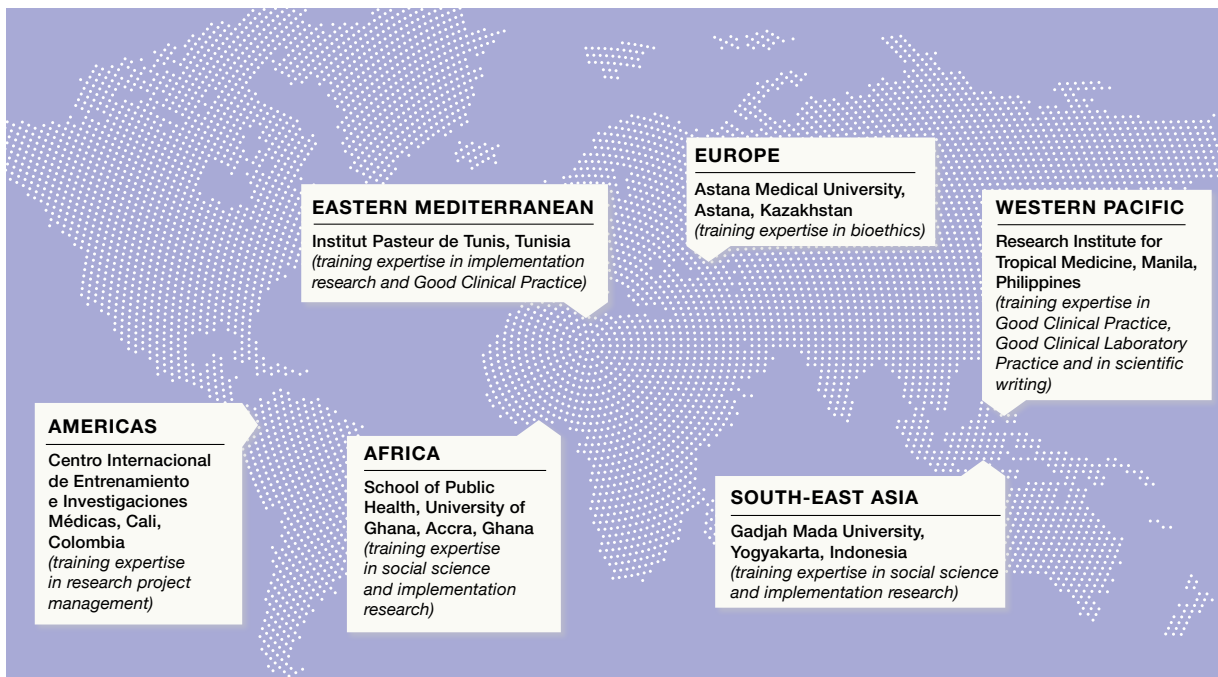 EASTERN MEDITERRANEAN
Institut Pasteur de Tunis, Tunisia
(training expertise in implementation
research and Good Clinical Practice)
EUROPE
Astana Medical University,
Astana, Kazakhstan
(training expertise in bioethics)
WESTERN PACIFIC
Research Institute for
Tropical Medicine, Manila,
Philippines
(training expertise in
Good Clinical Practice,
Good Clinical Laboratory
Practice and in scientific
writing)
AMERICAS
Centro Internacional
de Entrenamiento
e Investigaciones
Médicas, Cali,
Colombia
(training expertise
in research project
management)
AFRICA
School of Public
Health, University of
Ghana, Accra, Ghana
(training expertise
in social science
and implementation
research)
SOUTH-EAST ASIA
Gadjah Mada University,
Yogyakarta, Indonesia
(training expertise in social science
and implementation research)